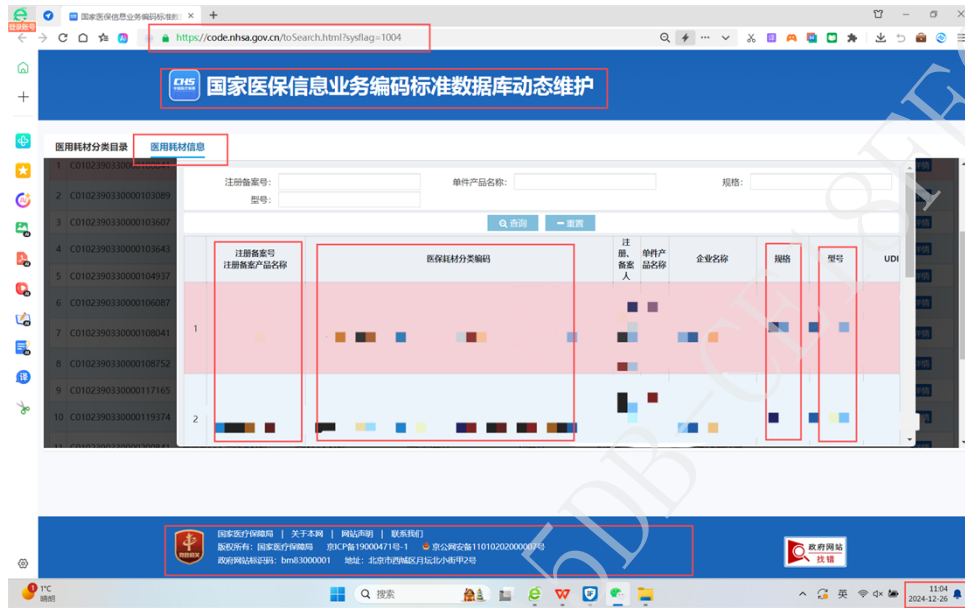 国家医保信息业务编码标准数据
登录账号
https://code.nhsa.gov.cn/toSearch.html?sysflag=1004
CHS
国家医保信息业务编码标准数据库动态维护
医用耗材分类目录 医用耗材信息
注册备案号: 单件产品名称: 规格:
型号:
查询 重置
注册备案号
注册备案产品名称
医保耗材分类编码
注册、备案人
单件产品名称
企业名称
规格
型号
UDI
1 C0102390330000100041
2 C0102390330000103089
3 C0102390330000103607
4 C0102390330000103643
5 C0102390330000104937
6 C0102390330000106087
7 C0102390330000108041
8 C0102390330000108752
9 C0102390330000117165
10 C0102390330000119374
1
2
国家医疗保障局 | 关于本网 | 网站声明 | 联系我们
版权所有:国家医疗保障局 京ICP备19000471号-1 京公网安备11010202000007号
政府网站标识码:bm83000001 地址:北京市西城区月坛北小街甲2号
党政机关
政府网站
找错
1°C
晴朗
搜索
11:04
2024-12-26